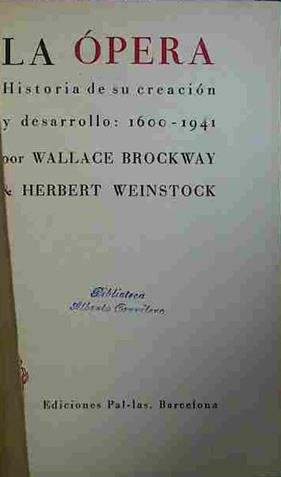 LA ÓPERA
Historia de su creación
y desarrollo: 1600-1941
por WALLACE BROCKWAY
& HERBERT WEINSTOCK
Biblioteca
Alberto
Ediciones Pal-las. Barcelona